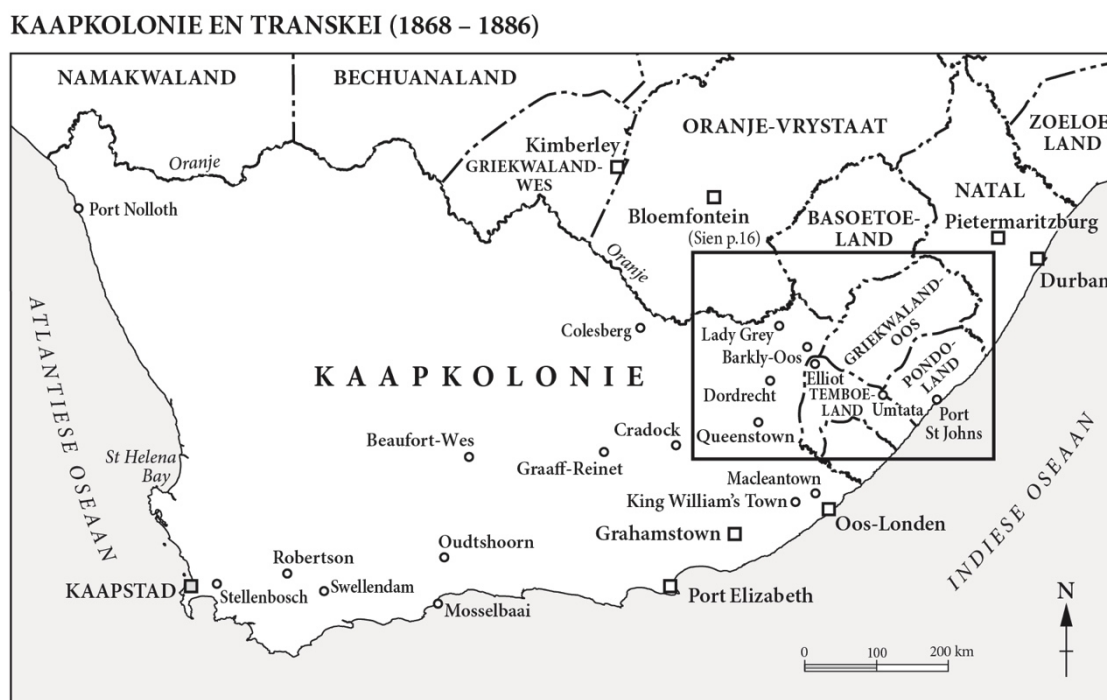 KAAPKOLONIE EN TRANSKEI (1868 – 1886)
NAMAKWALAND
BECHUANALAND
ORANJE-VRYSTAAT
ZOELOE
LAND
Oranje
Kimberley
GRIEKWALAND-
WES
NATAL
Port Nolloth
Bloemfontein
(Sien p.16)
BASOETOE-
LAND
Pietermaritzburg
Durban
Oranje
ATLANTIESE OSEAAN
Colesberg
Lady Grey
Barkly-Oos
GRIEKWALAND-
OOS
PONDO-
LAND
KAAPKOLONIE
Elliot
Dordrecht
TEMBOE-
LAND
Umtata
Port
St Johns
Queenstown
Beaufort-Wes
Cradock
Graaff-Reinet
St Helena
Bay
Macleantown
King William's Town
Oos-Londen
Grahamstown
INDIESE OSEAAN
Oudtshoorn
Robertson
KAAPSTAD
Stellenbosch
Swellendam
Mosselbaai
Port Elizabeth
N
0 100 200 km